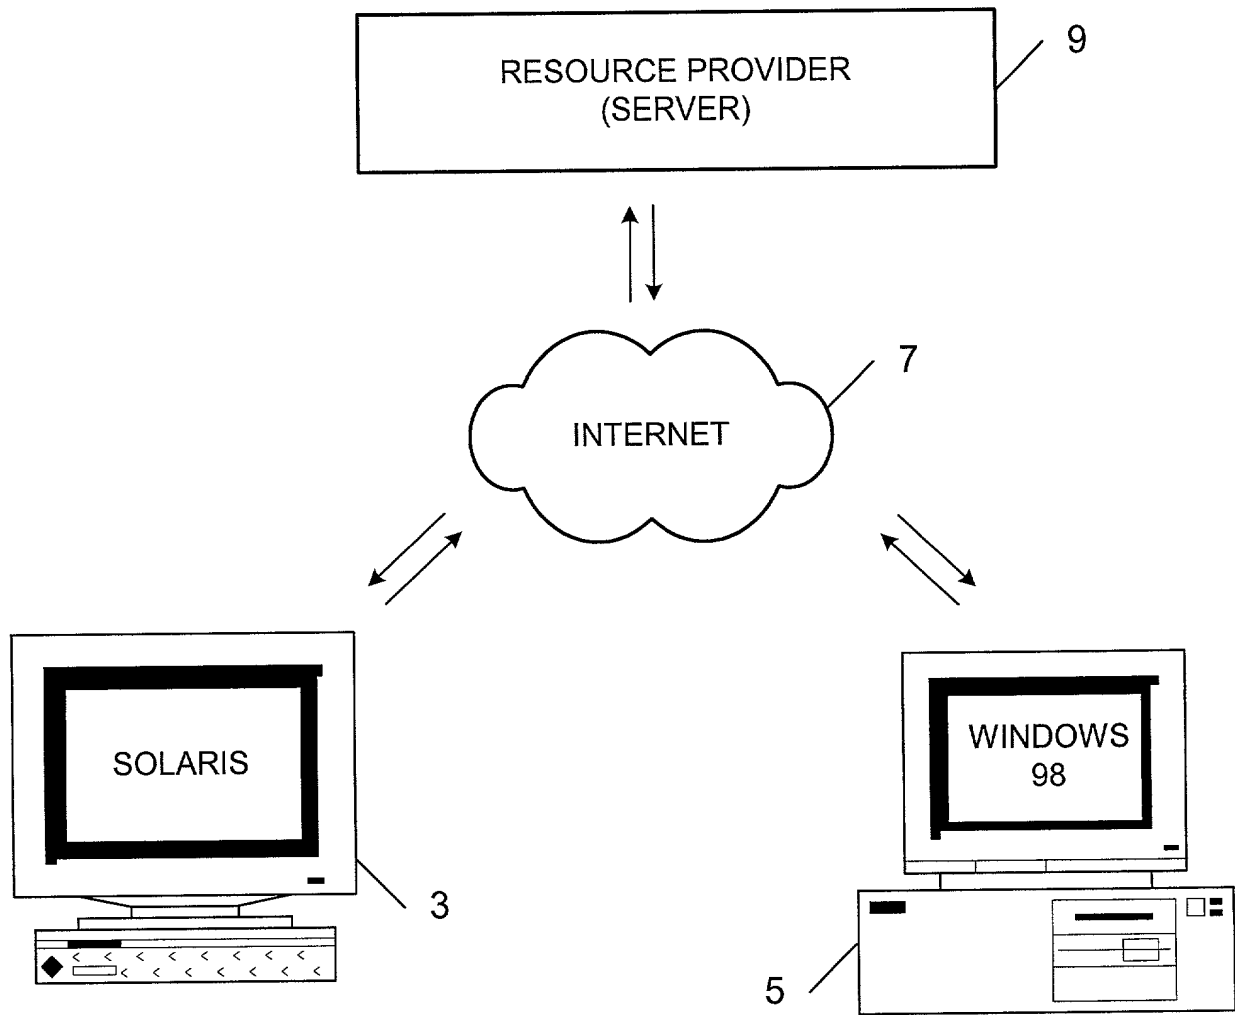 RESOURCE PROVIDER
(SERVER)
9
7
INTERNET
SOLARIS
WINDOWS
98
3
5